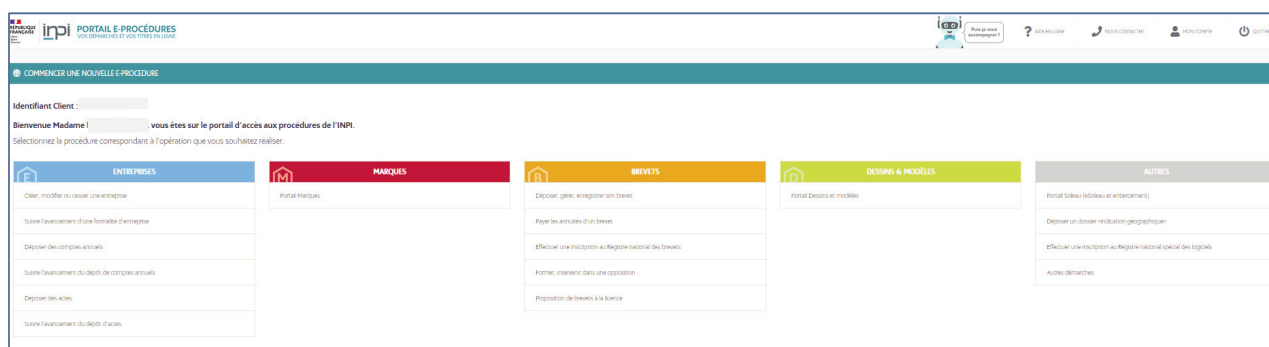 RÉPUBLIQUE
FRANÇAISE
inpi
PORTAIL E-PROCÉDURES
VOS DÉMARCHES ET VOS TITRES EN LIGNE
Puis-je vous
accompagner ?
? AIDE EN LIGNE
NOUS CONTACTER
MON COMPTE
QUITTER
COMMENCER UNE NOUVELLE E-PROCEDURE
Identifiant Client :
Bienvenue Madame , vous êtes sur le portail d'accès aux procédures de l'INPI.
Sélectionnez la procédure correspondant à l'opération que vous souhaitez réaliser.
E ENTREPRISES
Créer, modifier ou cesser une entreprise
Suivre l'avancement d'une formalité d'entreprise
Déposer des comptes annuels
Suivre l'avancement du dépôt de comptes annuels
Déposer des actes
Suivre l'avancement du dépôt d'actes
M MARQUES
Portail Marques
B BREVETS
Déposer, gérer, enregistrer son brevet
Payer les annuités d'un brevet
Effectuer une inscription au Registre national des brevets
Former, intervenir dans une opposition
Proposition de brevets à la licence
D DESSINS & MODÈLES
Portail Dessins et modèles
AUTRES
Portail Soleau (eSoleau et entiercement)
Déposer un dossier «indication géographique»
Effectuer une inscription au Registre national spécial des logiciels
Autres démarches